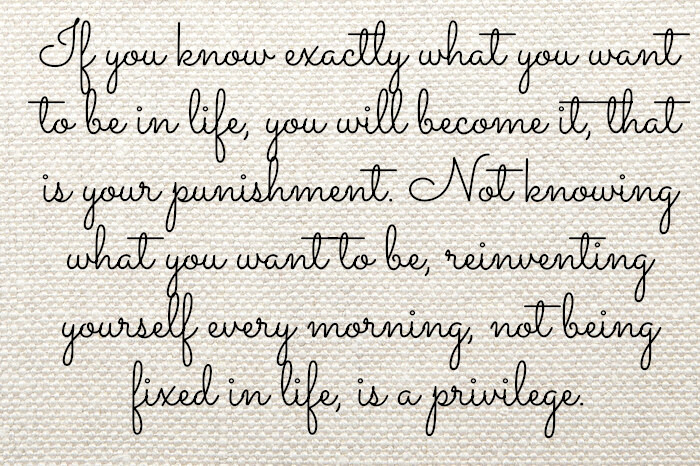 If you know exactly what you want
to be in life, you will become it, that
is your punishment. Not knowing
what you want to be, reinventing
yourself every morning, not being
fixed in life, is a privilege.